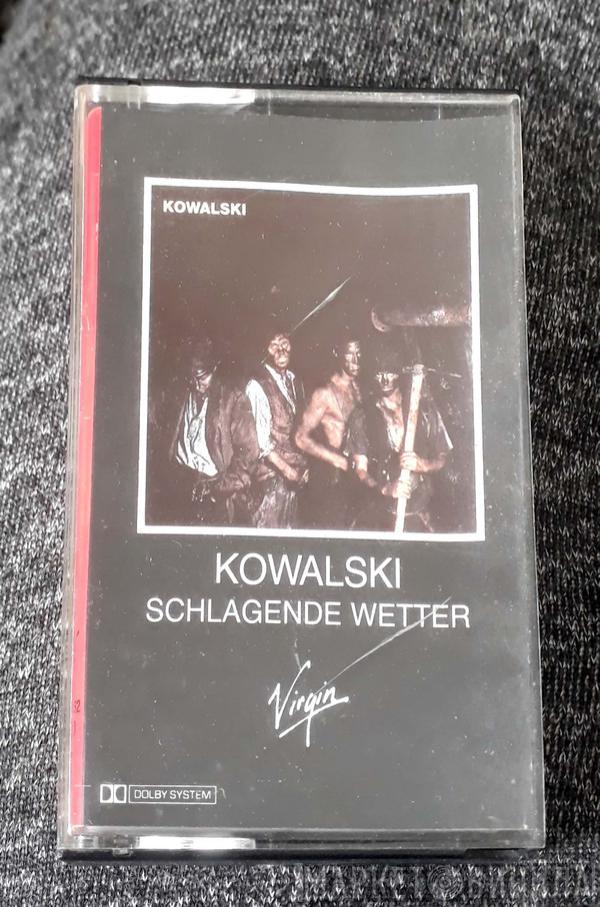 KOWALSKI
KOWALSKI
SCHLAGENDE WETTER
Virgin
DOLBY SYSTEM